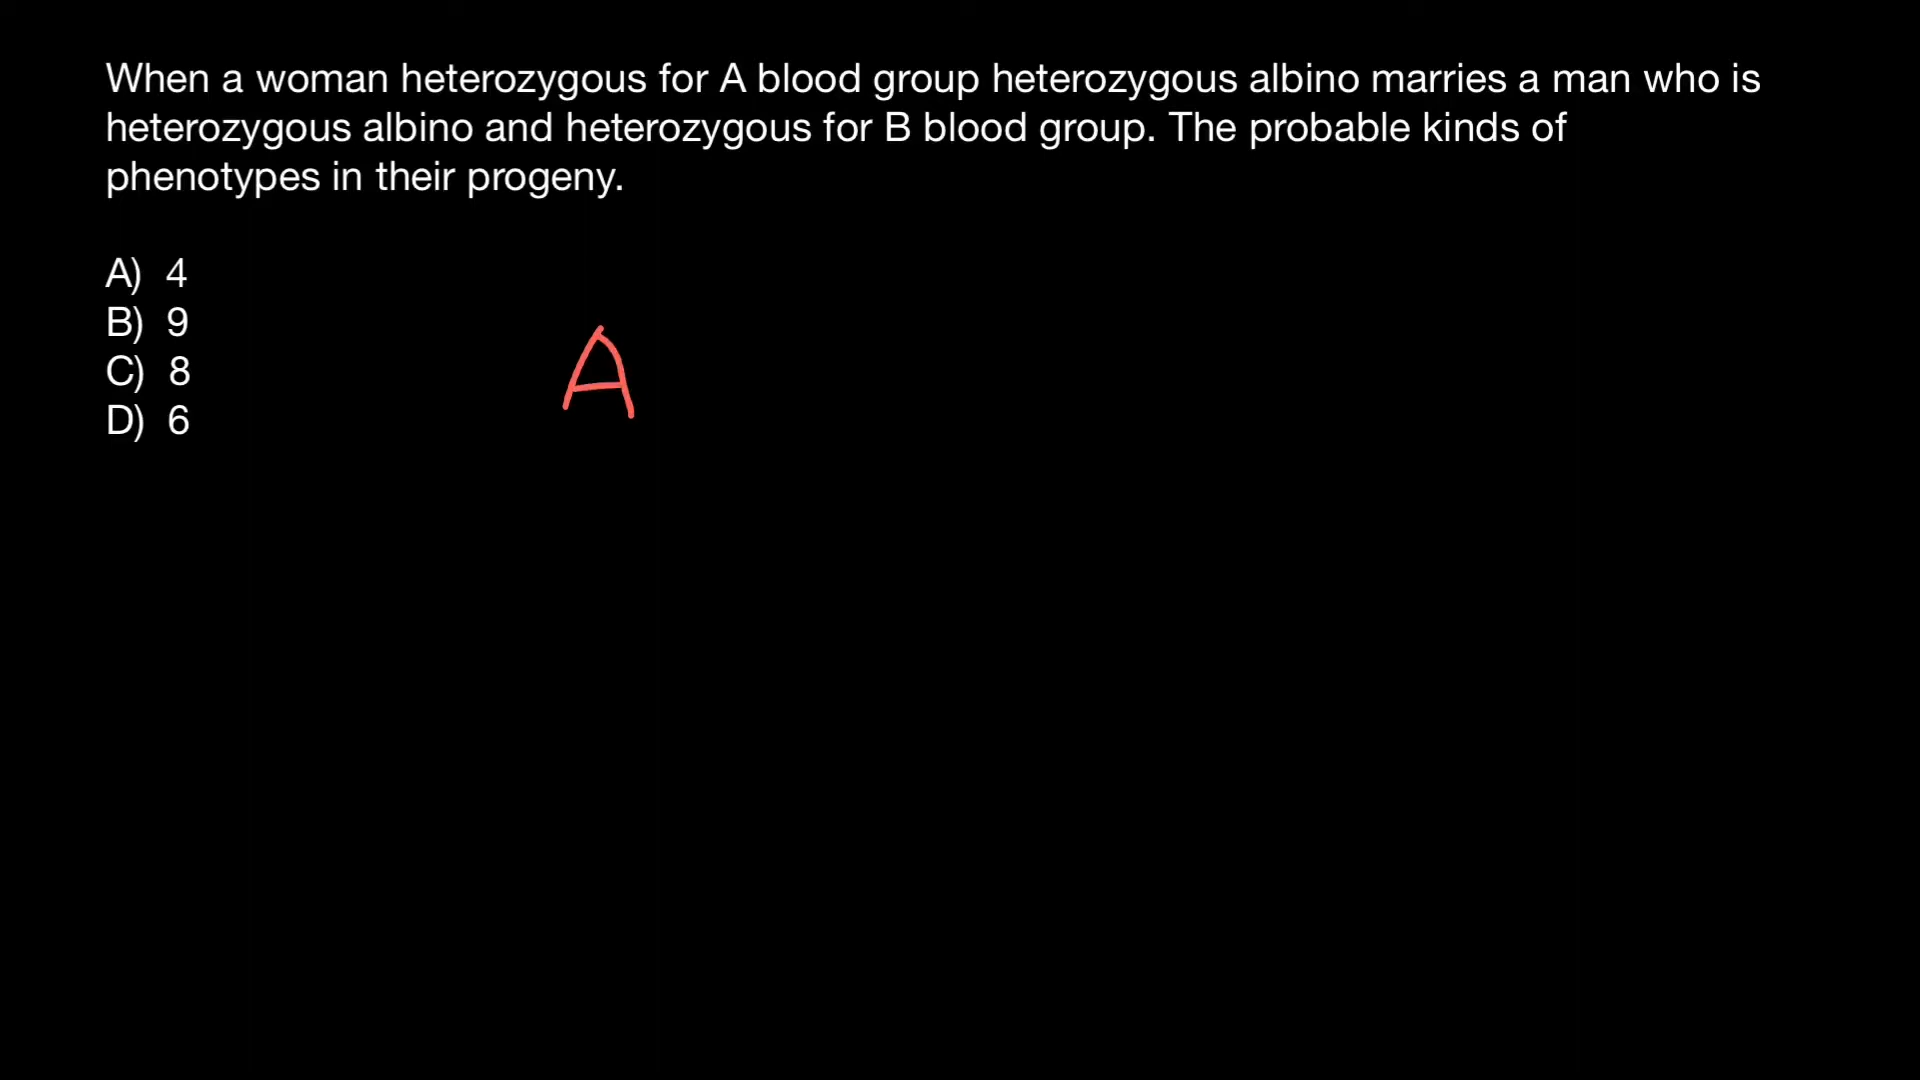 When a woman heterozygous for A blood group heterozygous albino marries a man who is
heterozygous albino and heterozygous for B blood group. The probable kinds of
phenotypes in their progeny.
A) 4
B) 9
C) 8
D) 6
A